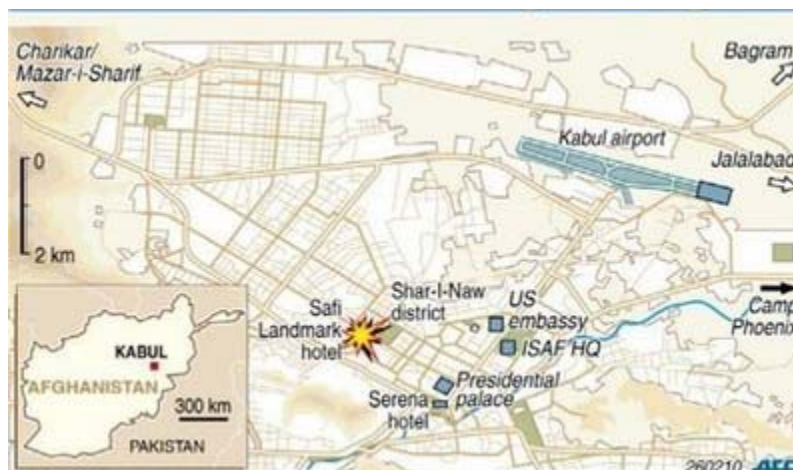 Charikar/
Mazar-i-Sharif
Bagram
Kabul airport
Jalalabad
0
2 km
Shar-I-Naw
district
Safi
Landmark
hotel
US
embassy
ISAF HQ
Camp
Phoenix
Presidential
palace
Serena
hotel
KABUL
AFGHANISTAN
300 km
PAKISTAN
260210
AFP